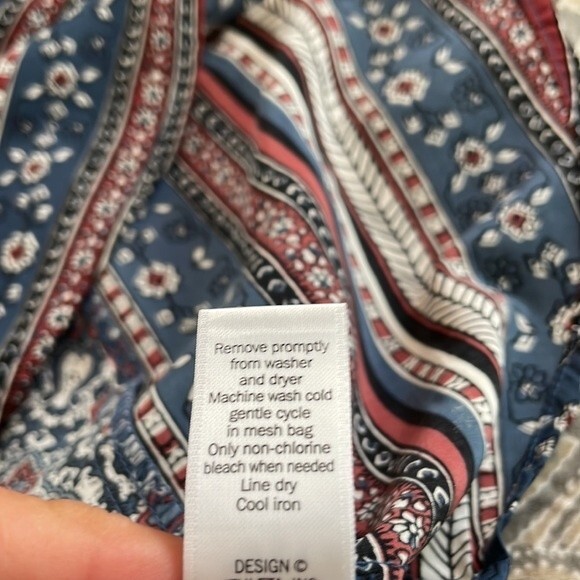 Remove promptly
from washer
and dryer
Machine wash cold
gentle cycle
in mesh bag
Only non-chlorine
bleach when needed
Line dry
Cool iron
DESIGN ©